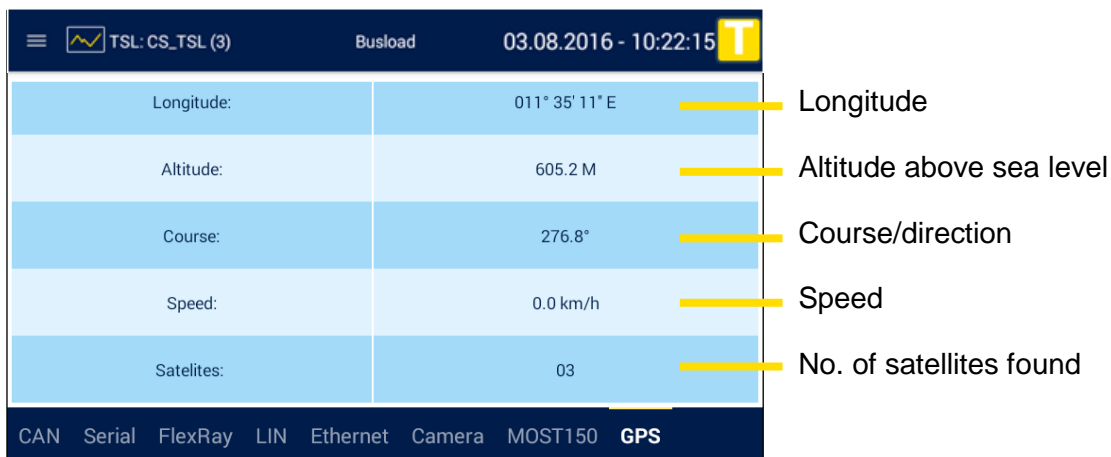 TSL: CS_TSL (3) Busload 03.08.2016 - 10:22:15 T
Longitude: 011° 35' 11" E Longitude
Altitude: 605.2 M Altitude above sea level
Course: 276.8° Course/direction
Speed: 0.0 km/h Speed
Satelites: 03 No. of satellites found
CAN Serial FlexRay LIN Ethernet Camera MOST150 GPS